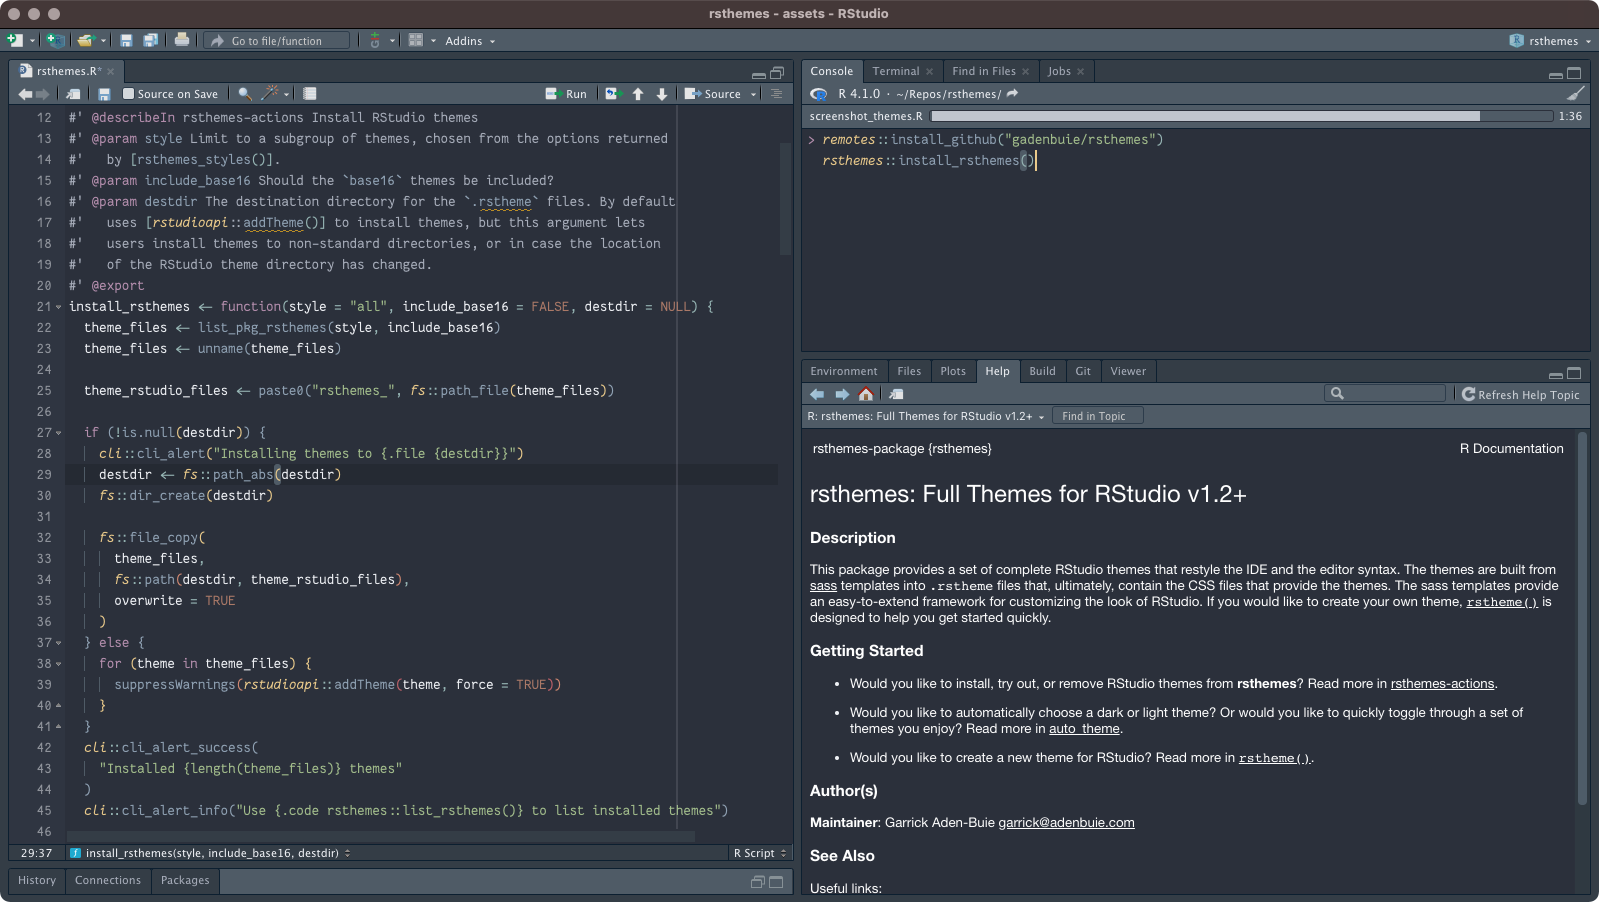 rsthemes - assets - RStudio
Go to file/function
Addins
rsthemes
rsthemes.R*
Source on Save
Run
Source
12 #' @describeIn rsthemes-actions Install RStudio themes
13 #' @param style Limit to a subgroup of themes, chosen from the options returned
14 #'   by [rsthemes_styles()].
15 #' @param include_base16 Should the `base16` themes be included?
16 #' @param destdir The destination directory for the `.rstheme` files. By default
17 #'   uses [rstudioapi::addTheme()] to install themes, but this argument lets
18 #'   users install themes to non-standard directories, or in case the location
19 #'   of the RStudio theme directory has changed.
20 #' @export
21 install_rsthemes <- function(style = "all", include_base16 = FALSE, destdir = NULL) {
22   theme_files <- list_pkg_rsthemes(style, include_base16)
23   theme_files <- unname(theme_files)
24
25   theme_rstudio_files <- paste0("rsthemes_", fs::path_file(theme_files))
26
27   if (!is.null(destdir)) {
28     cli::cli_alert("Installing themes to {.file {destdir}}")
29     destdir <- fs::path_abs(destdir)
30     fs::dir_create(destdir)
31
32     fs::file_copy(
33       theme_files,
34       fs::path(destdir, theme_rstudio_files),
35       overwrite = TRUE
36     )
37   } else {
38     for (theme in theme_files) {
39       suppressWarnings(rstudioapi::addTheme(theme, force = TRUE))
40     }
41   }
42   cli::cli_alert_success(
43     "Installed {length(theme_files)} themes"
44   )
45   cli::cli_alert_info("Use {.code rsthemes::list_rsthemes()} to list installed themes")
46
29:37 install_rsthemes(style, include_base16, destdir) R Script
History Connections Packages
Console Terminal Find in Files Jobs
R 4.1.0 · ~/Repos/rsthemes/
screenshot_themes.R 1:36
> remotes::install_github("gadenbuie/rsthemes")
rsthemes::install_rsthemes()
Environment Files Plots Help Build Git Viewer
Refresh Help Topic
R: rsthemes: Full Themes for RStudio v1.2+ Find in Topic
rsthemes-package {rsthemes} R Documentation
rsthemes: Full Themes for RStudio v1.2+
Description
This package provides a set of complete RStudio themes that restyle the IDE and the editor syntax. The themes are built from
sass templates into .rstheme files that, ultimately, contain the CSS files that provide the themes. The sass templates provide
an easy-to-extend framework for customizing the look of RStudio. If you would like to create your own theme, rstheme() is
designed to help you get started quickly.
Getting Started
• Would you like to install, try out, or remove RStudio themes from rsthemes? Read more in rsthemes-actions.
• Would you like to automatically choose a dark or light theme? Or would you like to quickly toggle through a set of
themes you enjoy? Read more in auto_theme.
• Would you like to create a new theme for RStudio? Read more in rstheme().
Author(s)
Maintainer: Garrick Aden-Buie garrick@adenbuie.com
See Also
Useful links: